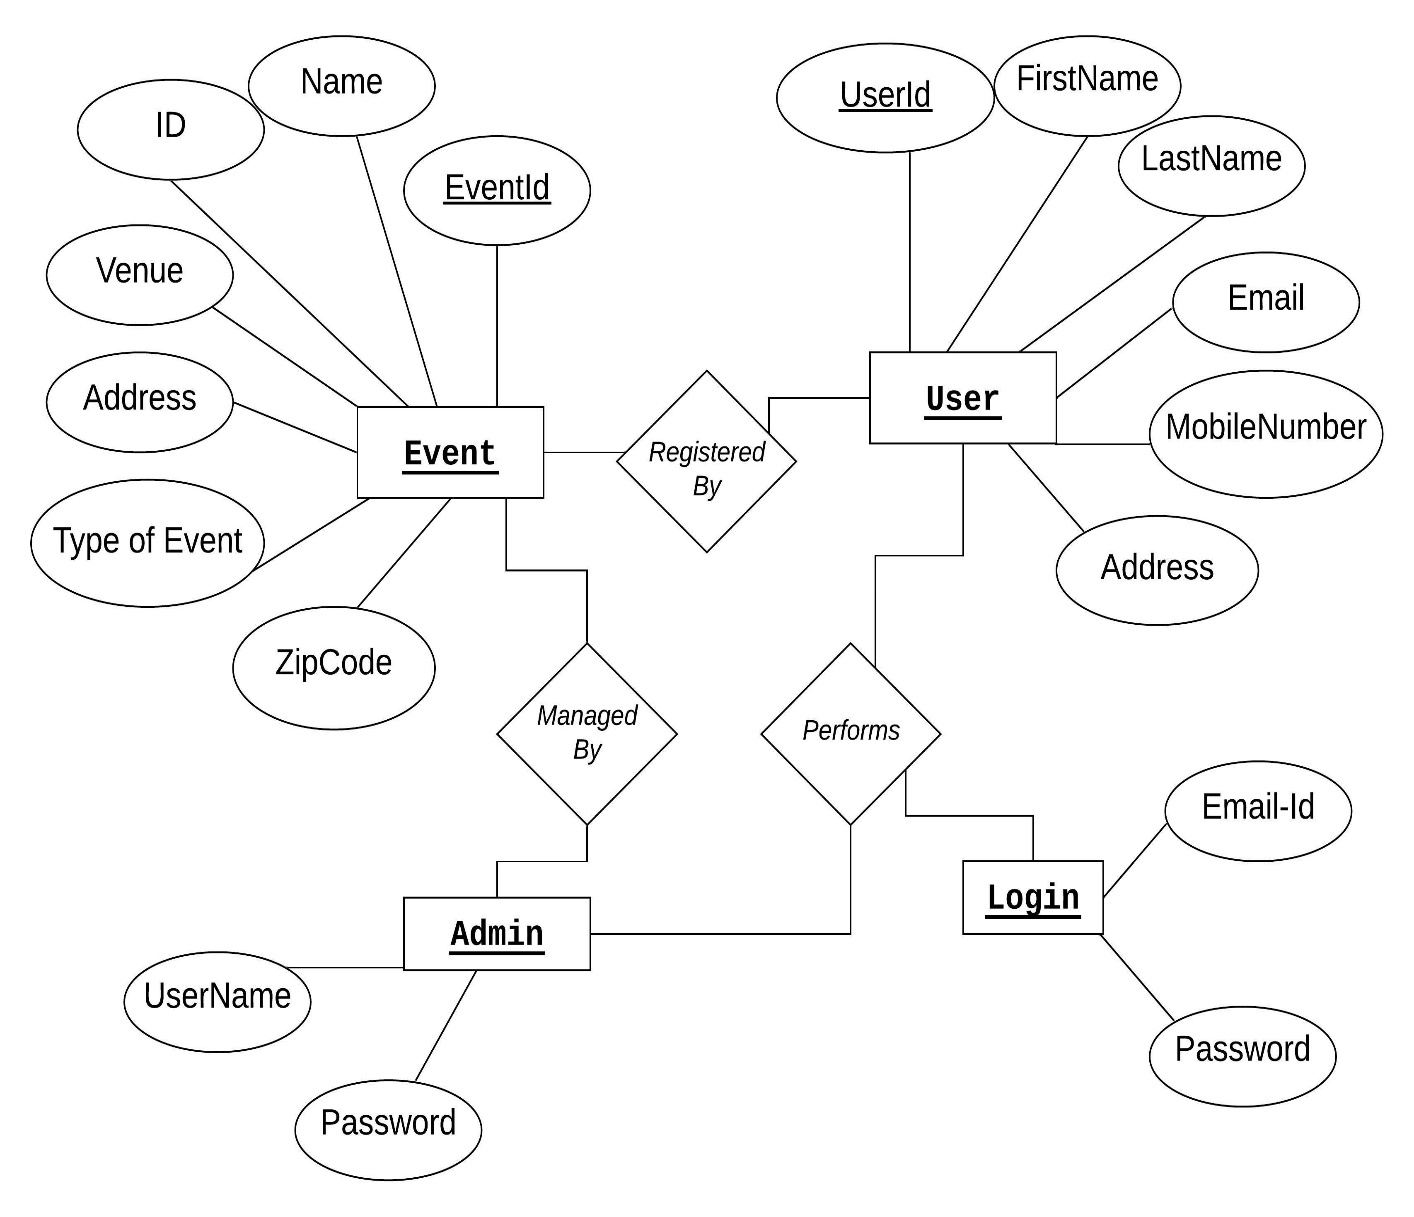 Name
ID
EventId
Venue
Address
Type of Event
ZipCode
Event
Registered
By
UserId
FirstName
LastName
Email
MobileNumber
Address
User
Managed
By
Performs
Admin
UserName
Password
Login
Email-Id
Password